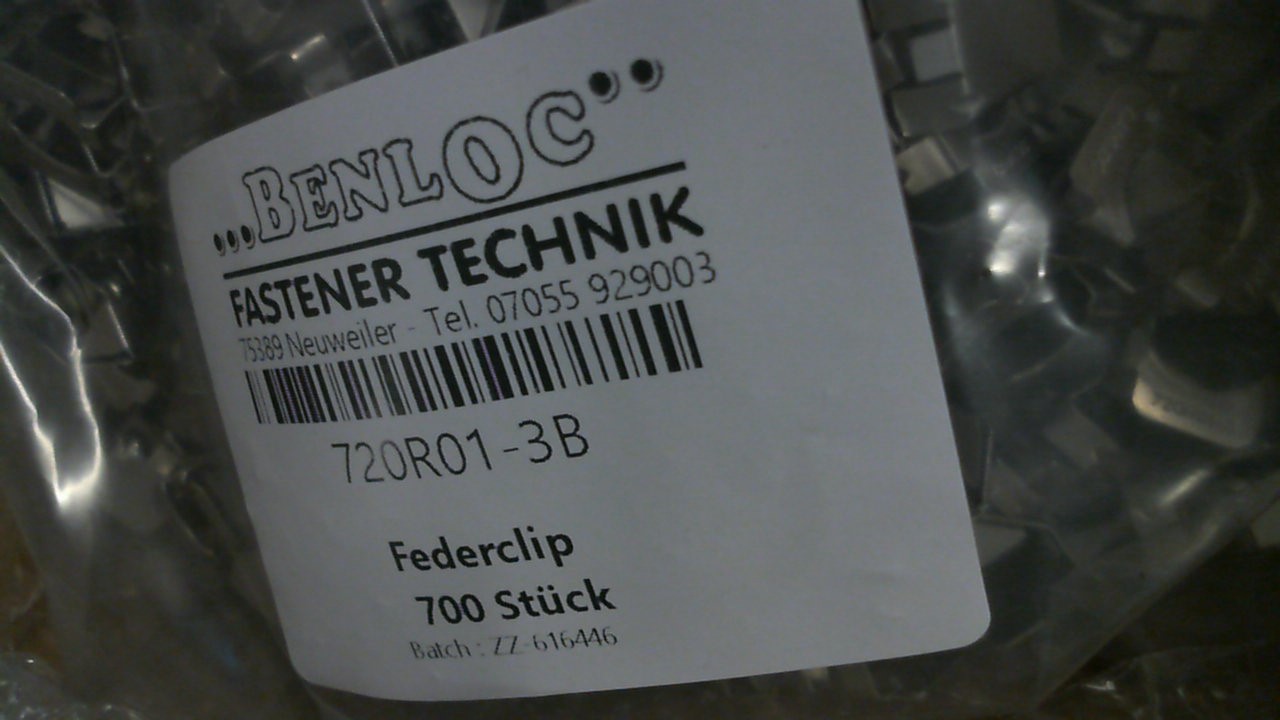 ...BENLOC..
FASTENER TECHNIK
75389 Neuweiler - Tel. 07055 929003
720R01-3B
Federclip
700 Stück
Batch : ZZ-616446